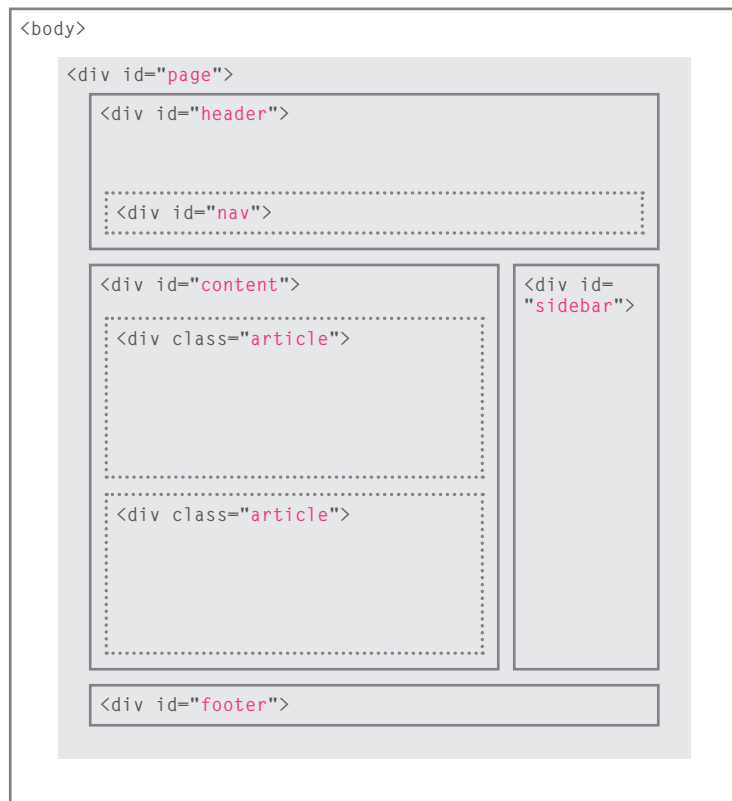 <body>
<div id="page">
<div id="header">
<div id="nav">
<div id="content">
<div class="article">
<div class="article">
<div id=
"sidebar">
<div id="footer">